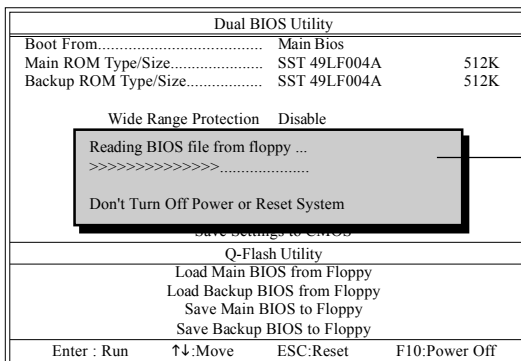 Dual BIOS Utility
Boot From..................................... Main Bios
Main ROM Type/Size...................... SST 49LF004A 512K
Backup ROM Type/Size................. SST 49LF004A 512K
Wide Range Protection Disable
Reading BIOS file from floppy ...
>>>>>>>>>>>>>>.....................
Don't Turn Off Power or Reset System
Save Settings to CMOS
Q-Flash Utility
Load Main BIOS from Floppy
Load Backup BIOS from Floppy
Save Main BIOS to Floppy
Save Backup BIOS to Floppy
Enter : Run ↑↓:Move ESC:Reset F10:Power Off